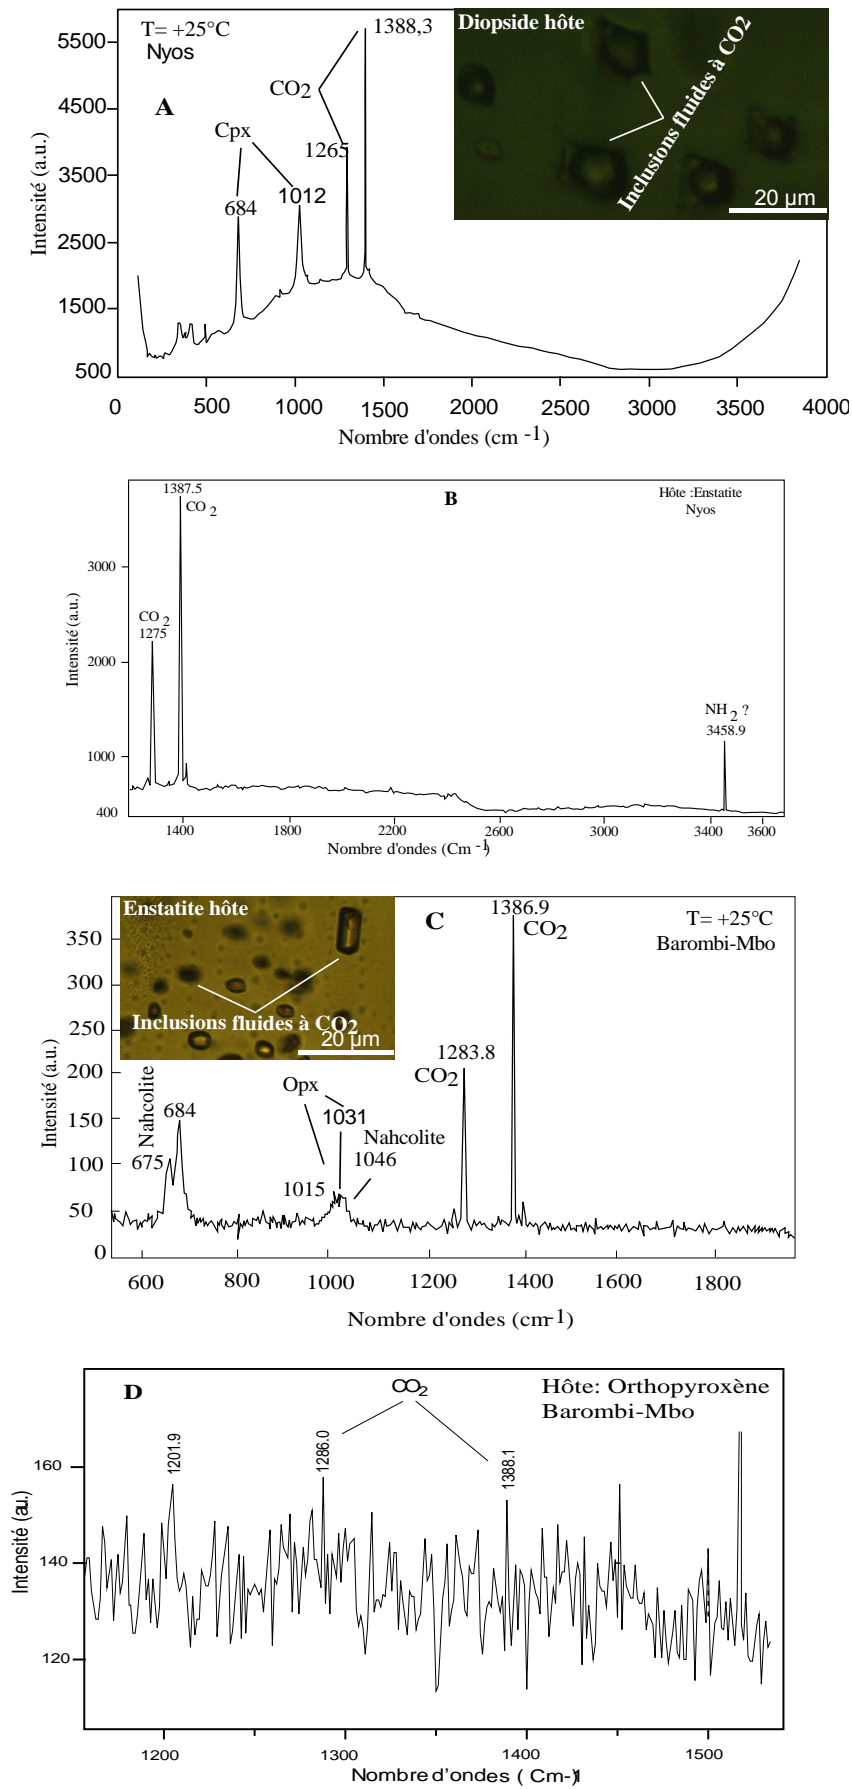 T= +25°C
Nyos
A
1388,3
CO2
Cpx
1265
1012
684
Diopside hôte
Inclusions fluides à CO2
20 µm
5500
4500
3500
2500
1500
500
Intensité (a.u.)
0 500 1000 1500 2000 2500 3000 3500 4000
Nombre d'ondes (cm -1)
1387.5
CO 2
B
Hôte :Enstatite
Nyos
CO 2
1275
NH 2 ?
3458.9
3000
2000
1000
400
Intensité (a.u.)
1400 1800 2200 2600 3000 3400 3600
Nombre d'ondes (Cm -1)
Enstatite hôte
Inclusions fluides à CO2
20 µm
C
1386.9
CO2
T= +25°C
Barombi-Mbo
1283.8
CO2
Opx
1031
Nahcolite
1046
1015
Nahcolite
684
675
350
300
250
200
150
100
50
0
Intensité (a.u.)
600 800 1000 1200 1400 1600 1800
Nombre d'ondes (cm-1)
D
CO2
Hôte: Orthopyroxène
Barombi-Mbo
1201.9
1286.0
1388.1
160
140
120
Intensité (au.)
1200 1300 1400 1500
Nombre d'ondes ( Cm-1)